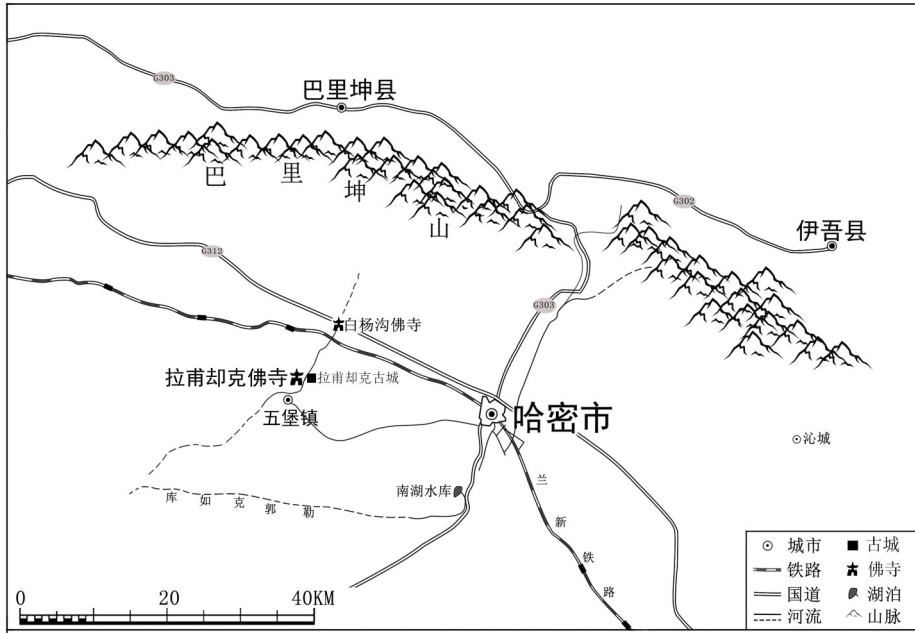 G303
巴里坤县
巴里坤山
G302
伊吾县
G312
G303
白杨沟佛寺
拉甫却克佛寺
拉甫却克古城
五堡镇
哈密市
沁城
南湖水库
库如克郭勒
兰新铁路
城市
古城
铁路
佛寺
国道
湖泊
河流
山脉
0 20 40KM